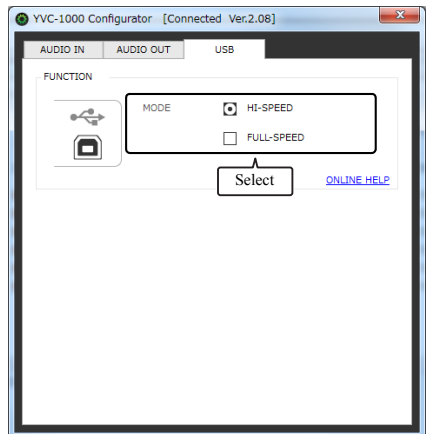 YVC-1000 Configurator [Connected Ver.2.08]
AUDIO IN AUDIO OUT USB
FUNCTION
MODE HI-SPEED
FULL-SPEED
Select
ONLINE HELP